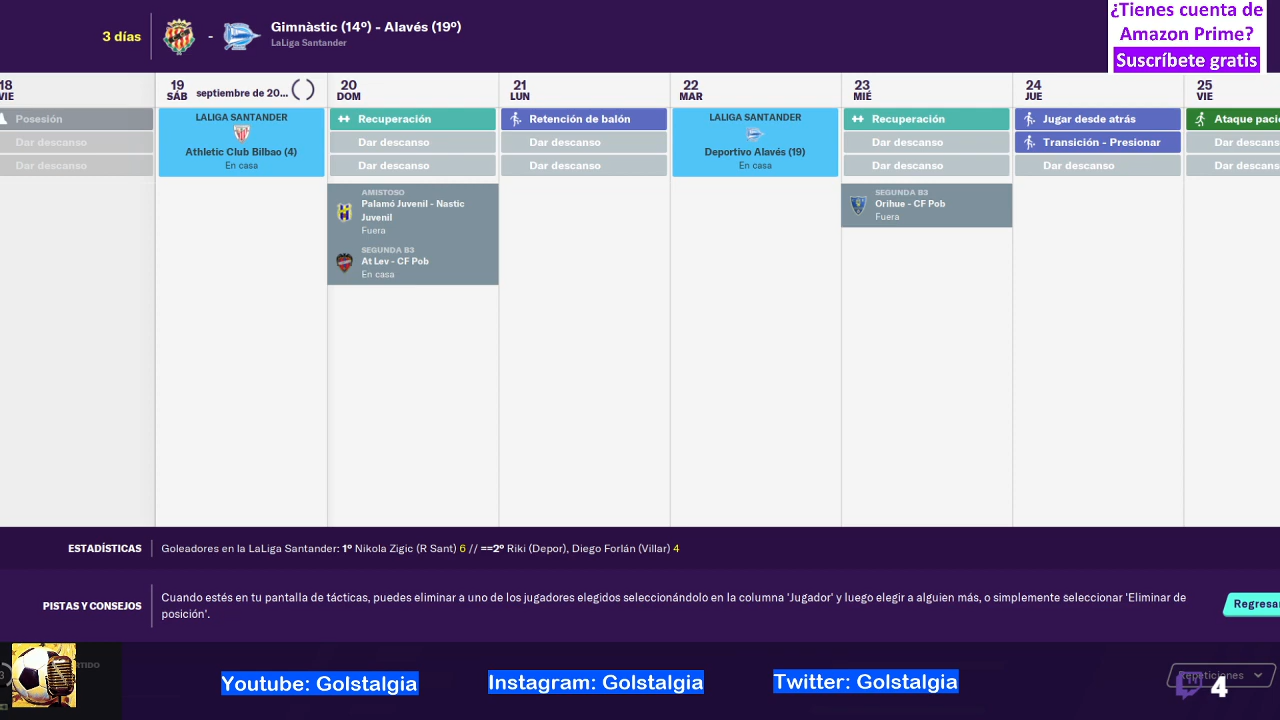 3 días
Gimnàstic (14º) - Alavés (19º)
LaLiga Santander
¿Tienes cuenta de
Amazon Prime?
Suscríbete gratis
18
VIE
19
SÁB
septiembre de 20...
20
DOM
21
LUN
22
MAR
23
MIÉ
24
JUE
25
VIE
Posesión
Dar descanso
Dar descanso
LALIGA SANTANDER
Athletic Club Bilbao (4)
En casa
Recuperación
Dar descanso
Dar descanso
AMISTOSO
Palamó Juvenil - Nastic
Juvenil
Fuera
SEGUNDA B3
At Lev - CF Pob
En casa
Retención de balón
Dar descanso
Dar descanso
LALIGA SANTANDER
Deportivo Alavés (19)
En casa
Recuperación
Dar descanso
Dar descanso
SEGUNDA B3
Orihue - CF Pob
Fuera
Jugar desde atrás
Transición - Presionar
Dar descanso
Ataque paci
Dar descans
Dar descans
ESTADÍSTICAS
Goleadores en la LaLiga Santander: 1º Nikola Zigic (R Sant) 6 // ==2º Riki (Depor), Diego Forlán (Villar) 4
PISTAS Y CONSEJOS
Cuando estés en tu pantalla de tácticas, puedes eliminar a uno de los jugadores elegidos seleccionándolo en la columna 'Jugador' y luego elegir a alguien más, o simplemente seleccionar 'Eliminar de
posición'.
Regresa
Youtube: Golstalgia
Instagram: Golstalgia
Twitter: Golstalgia
Repeticiones
4